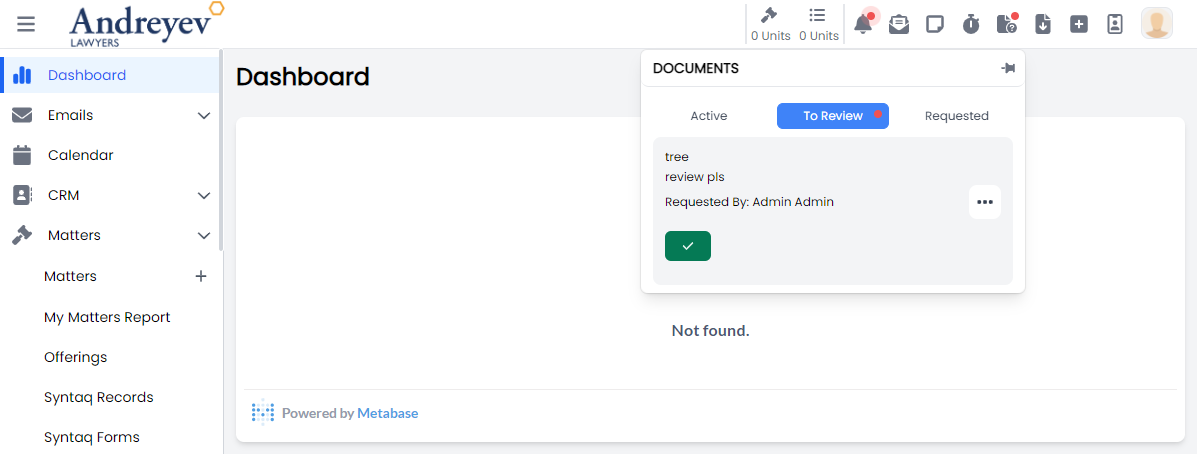 Andreyev
LAWYERS
0 Units
0 Units
Dashboard
Emails
Calendar
CRM
Matters
Matters
My Matters Report
Offerings
Syntaq Records
Syntaq Forms
Dashboard
DOCUMENTS
Active
To Review
Requested
tree
review pls
Requested By: Admin Admin
Not found.
Powered by Metabase